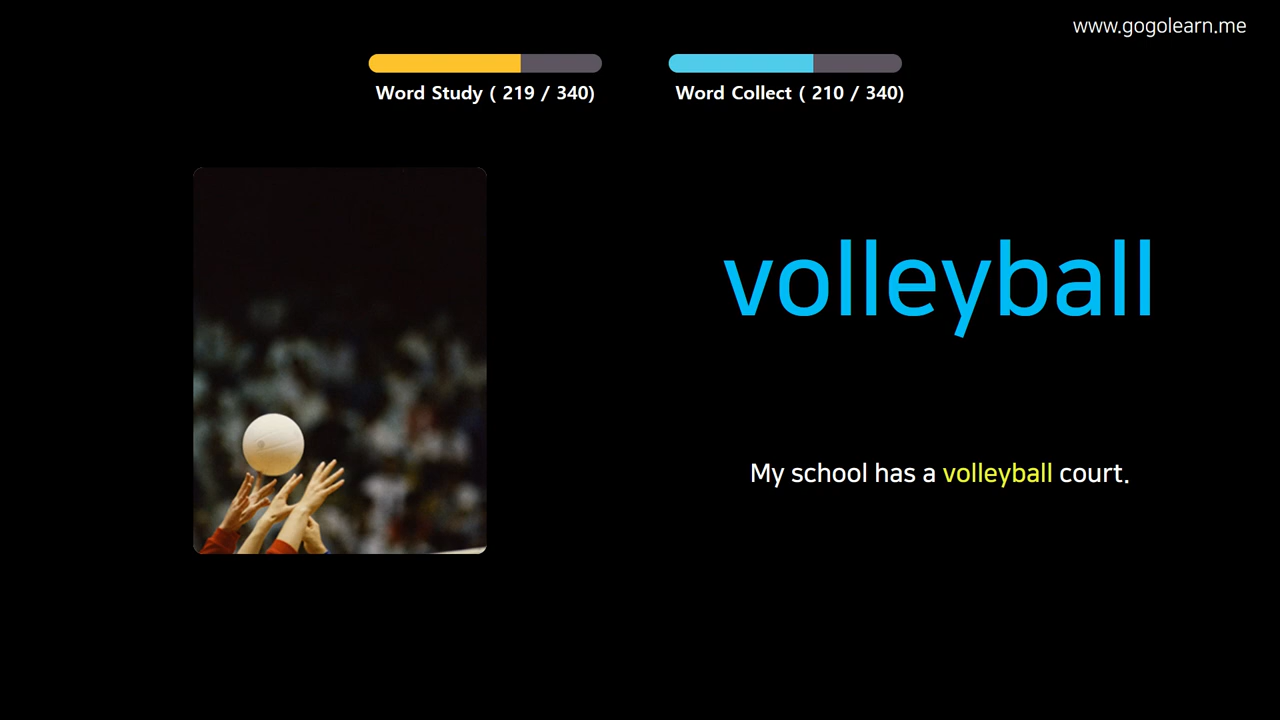 www.gogolearn.me
Word Study ( 219 / 340)
Word Collect ( 210 / 340)
volleyball
My school has a volleyball court.